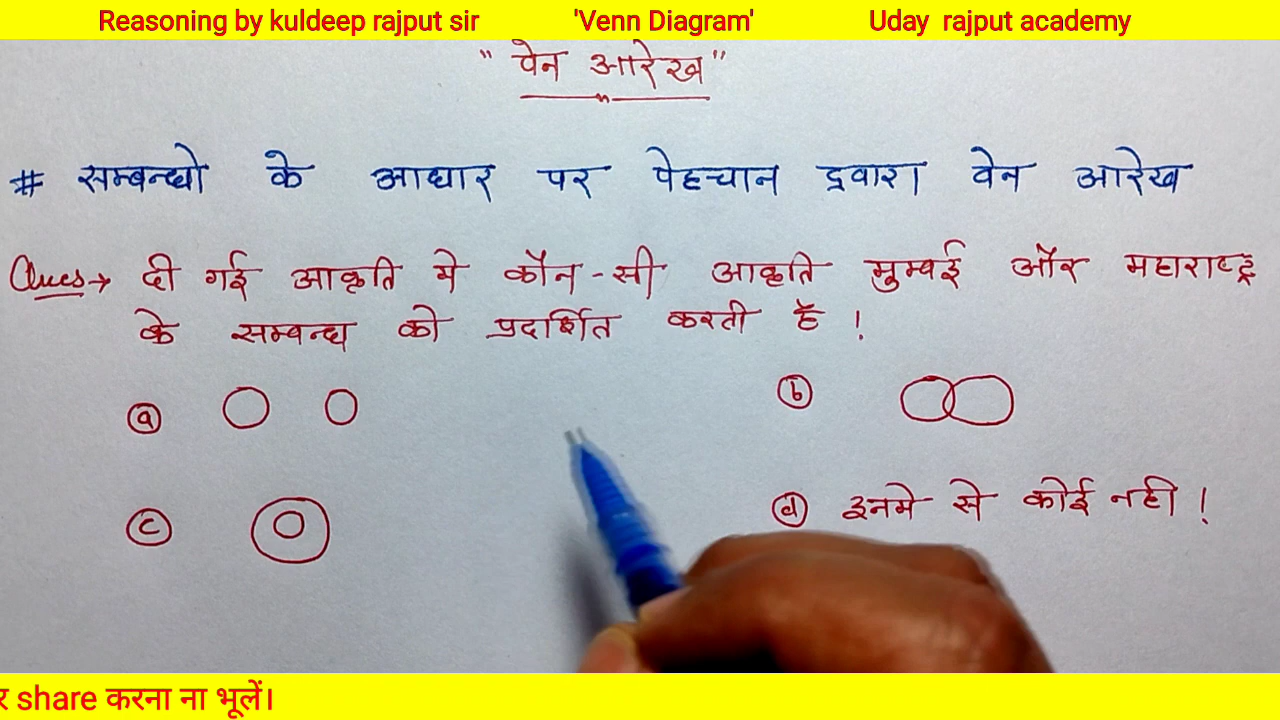 Reasoning by kuldeep rajput sir 'Venn Diagram' Uday rajput academy
"वेन आरेख"
# सम्बन्धो के आधार पर पेहचान द्वारा वेन आरेख
Ques→ दी गई आकृति मे कौन-सी आकृति मुम्बई और महाराष्ट्र
के सम्बन्ध को प्रदर्शित करती है !
(a) (b)
(c) (d) इनमे से कोई नही !
र share करना ना भूलें।